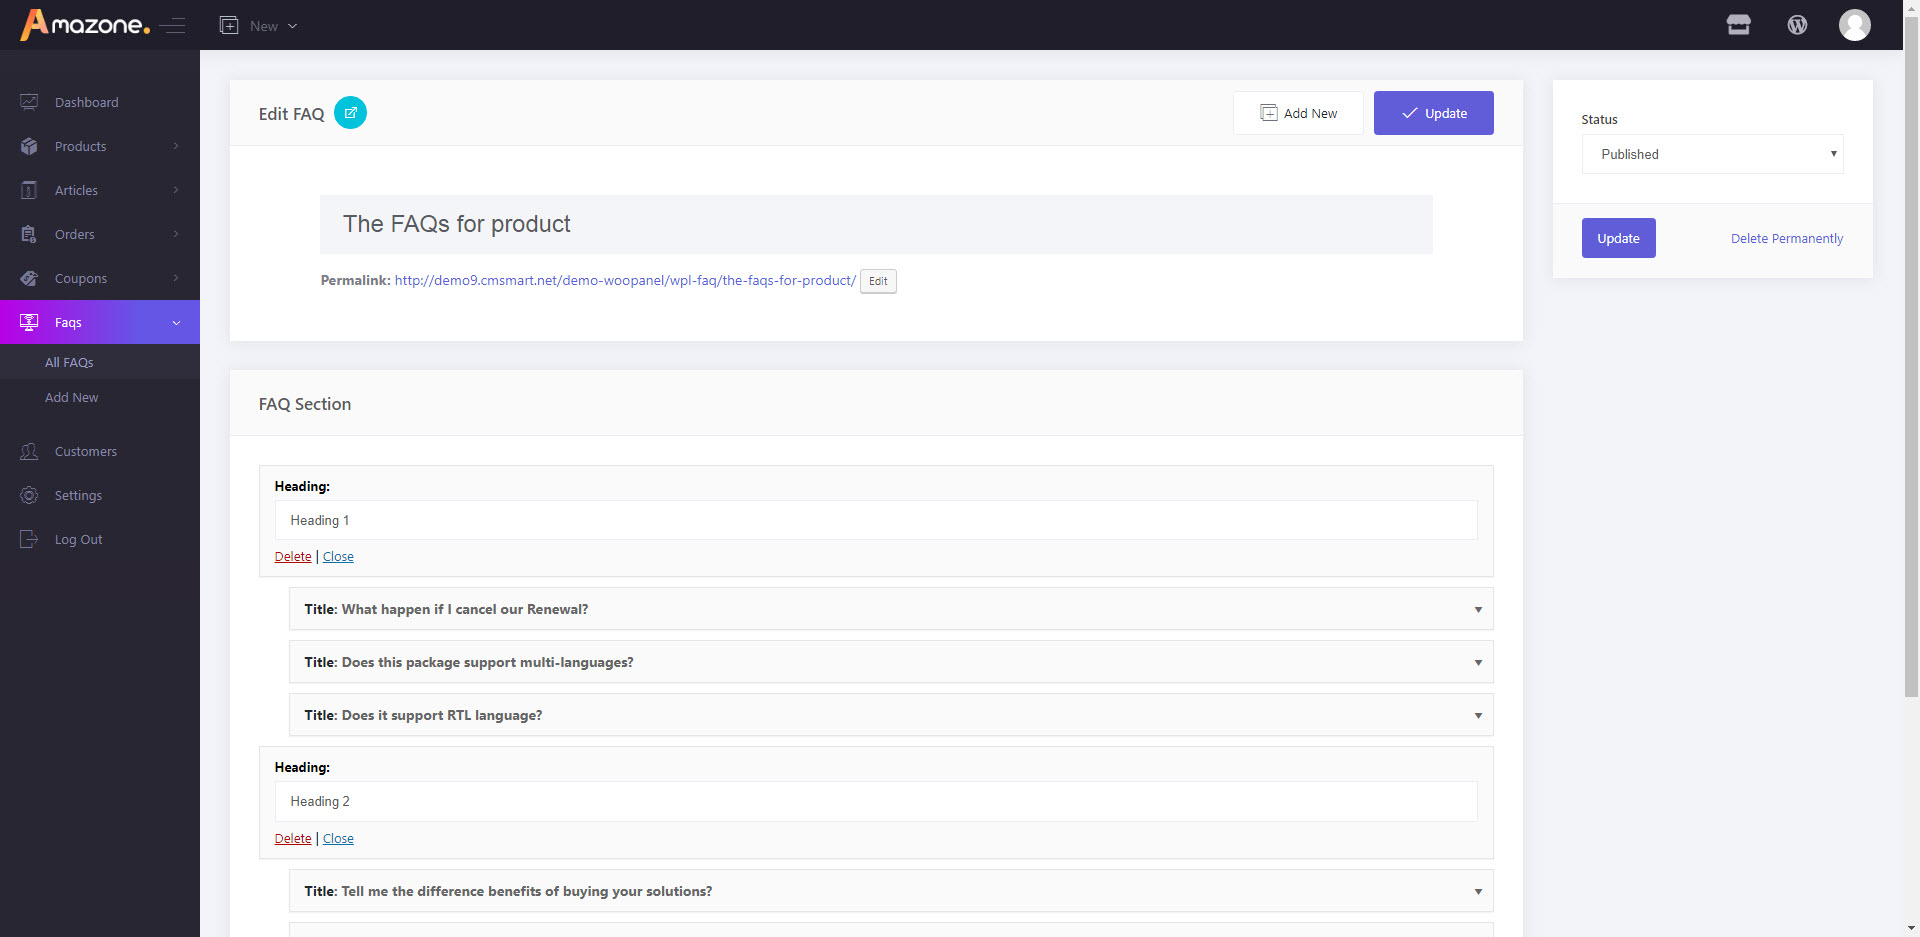 Amazone.
New
Dashboard
Products
Articles
Orders
Coupons
Faqs
All FAQs
Add New
Customers
Settings
Log Out
Edit FAQ
Add New
Update
The FAQs for product
Permalink: http://demo9.cmsmart.net/demo-woopanel/wpl-faq/the-faqs-for-product/ Edit
Status
Published
Update
Delete Permanently
FAQ Section
Heading:
Heading 1
Delete | Close
Title: What happen if I cancel our Renewal?
Title: Does this package support multi-languages?
Title: Does it support RTL language?
Heading:
Heading 2
Delete | Close
Title: Tell me the difference benefits of buying your solutions?